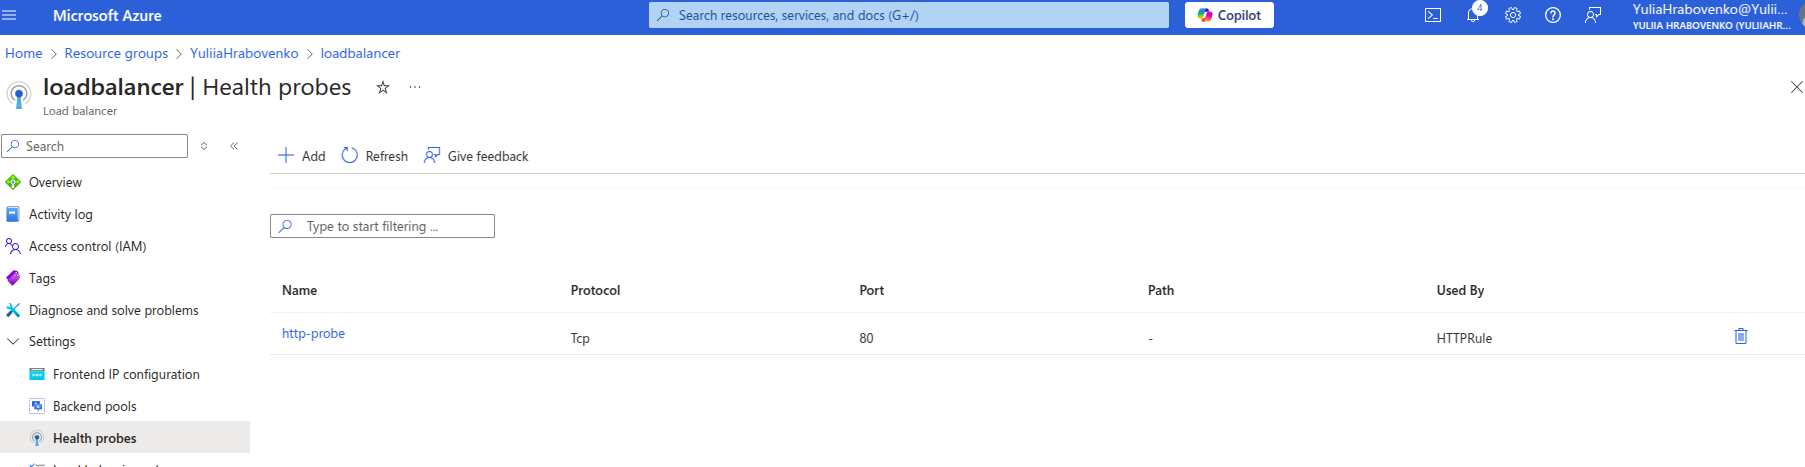 Microsoft Azure
Search resources, services, and docs (G+/)
Copilot
4
YuliaHrabovenko@Yulii...
YULIIA HRABOVENKO (YULIIAHR...
Home > Resource groups > YuliiaHrabovenko > loadbalancer
loadbalancer | Health probes
Load balancer
Search
Add
Refresh
Give feedback
Overview
Activity log
Access control (IAM)
Tags
Diagnose and solve problems
Settings
Frontend IP configuration
Backend pools
Health probes
Type to start filtering ...
Name Protocol Port Path Used By
http-probe Tcp 80 - HTTPRule